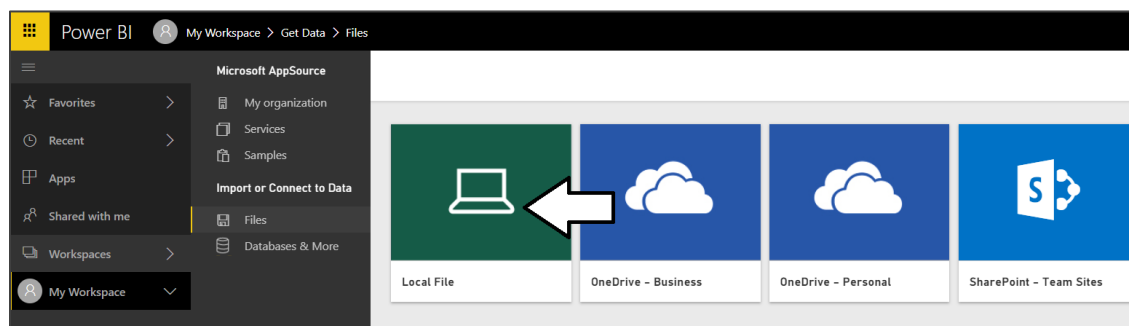 Power BI
My Workspace > Get Data > Files
Favorites
Recent
Apps
Shared with me
Workspaces
My Workspace
Microsoft AppSource
My organization
Services
Samples
Import or Connect to Data
Files
Databases & More
S
Local File
OneDrive – Business
OneDrive – Personal
SharePoint – Team Sites